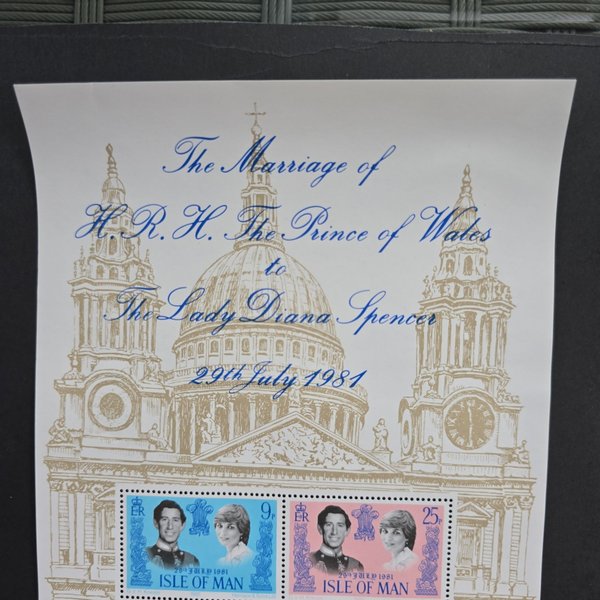 The Marriage of
H.R.H. The Prince of Wales
to
The Lady Diana Spencer
29th July 1981
ER 9P
29TH JULY 1981
ISLE OF MAN
ER 25P
29TH JULY 1981
ISLE OF MAN